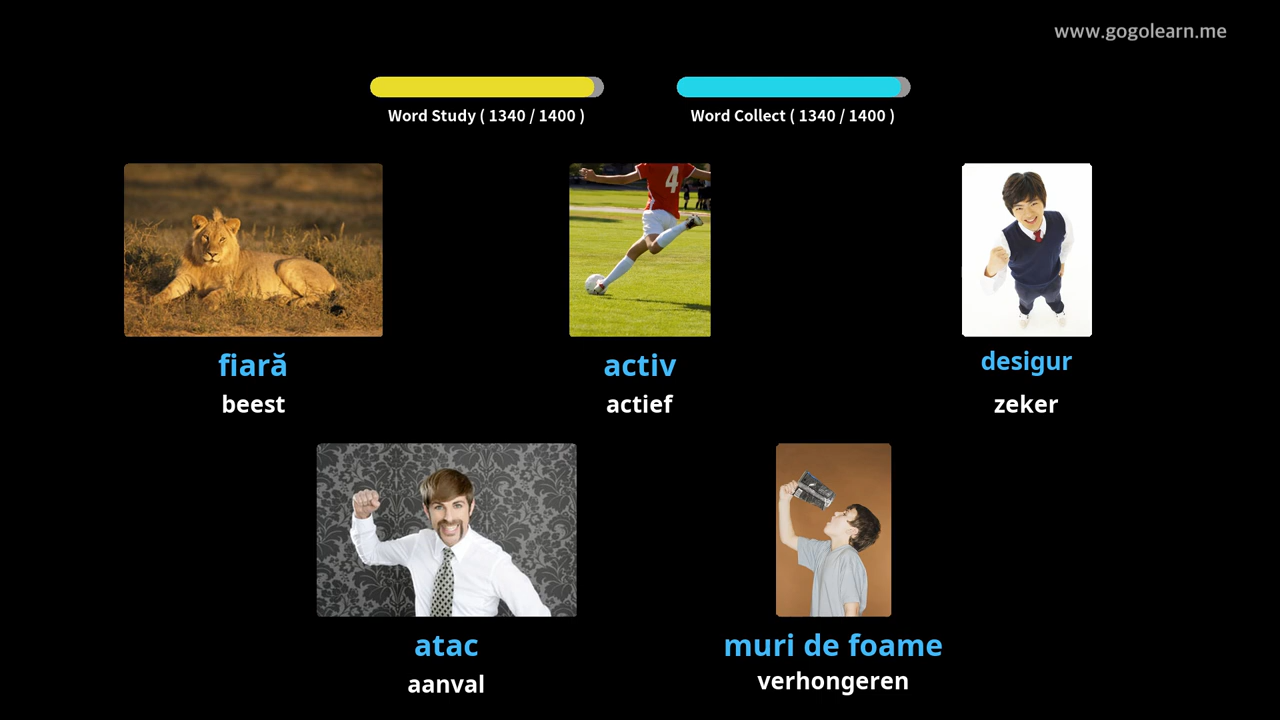 www.gogolearn.me
Word Study ( 1340 / 1400 )
Word Collect ( 1340 / 1400 )
4
fiară
activ
desigur
beest
actief
zeker
atac
muri de foame
aanval
verhongeren